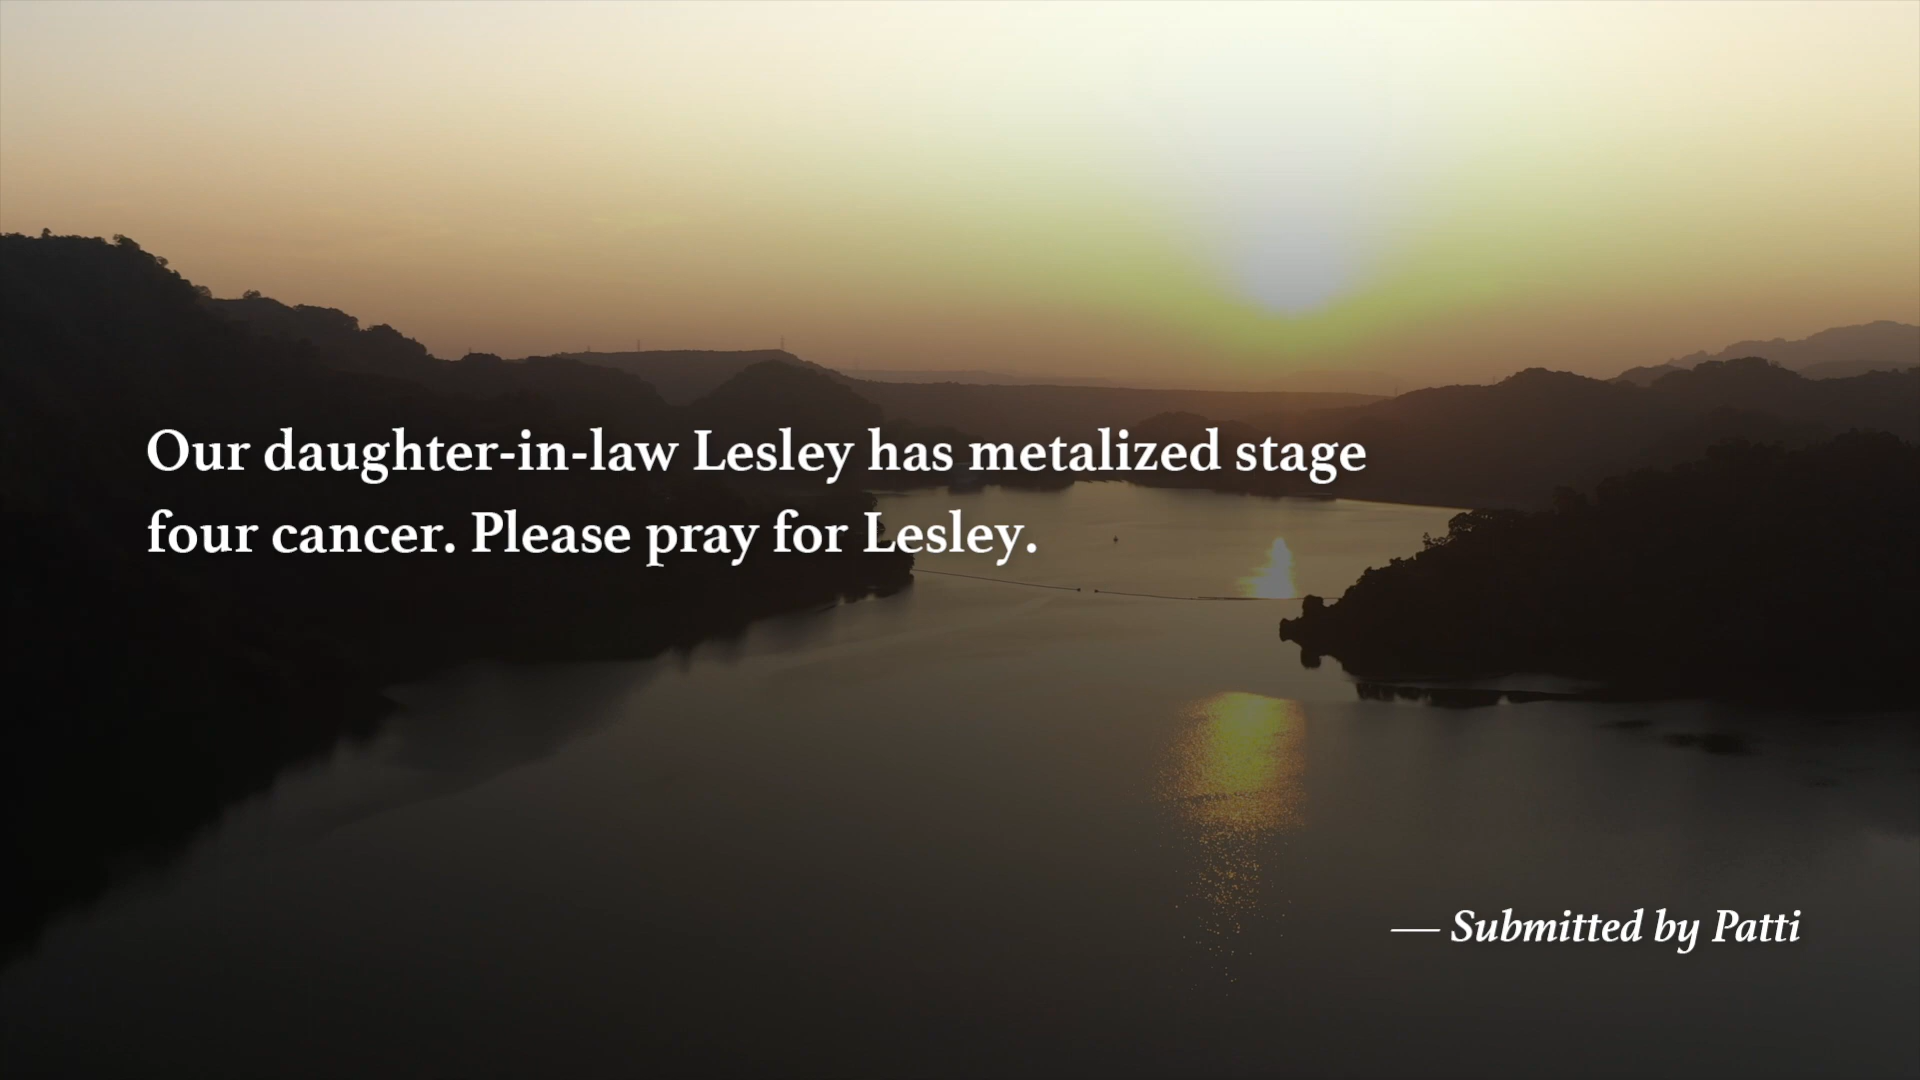 Our daughter-in-law Lesley has metalized stage
four cancer. Please pray for Lesley.
— Submitted by Patti